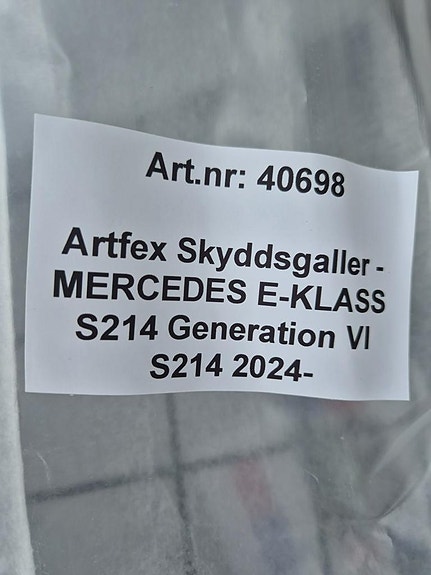 Art.nr: 40698
Artfex Skyddsgaller -
MERCEDES E-KLASS
S214 Generation VI
S214 2024-